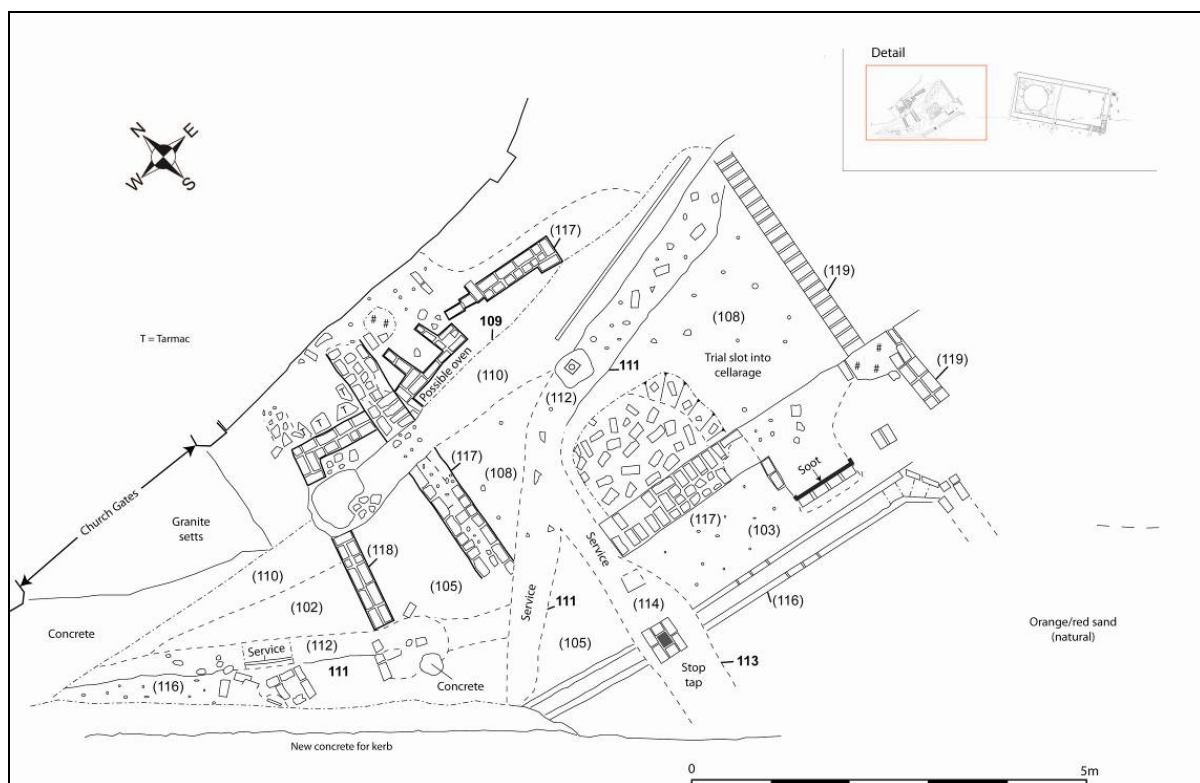 Detail
N
E
W
S
(117)
(119)
# #
109
(108)
T = Tarmac
(110)
Trial slot into
cellarage
111
(119)
#
#
#
Possible oven
(112)
T
T
(117)
(108)
Soot
Church Gates
Granite
setts
(117)
(103)
(118)
Service
(110)
(105)
Service
111
(114)
(116)
(102)
Concrete
Orange/red sand
(natural)
Service
(112)
(105)
111
Stop
tap
113
(116)
Concrete
New concrete for kerb
0
5m